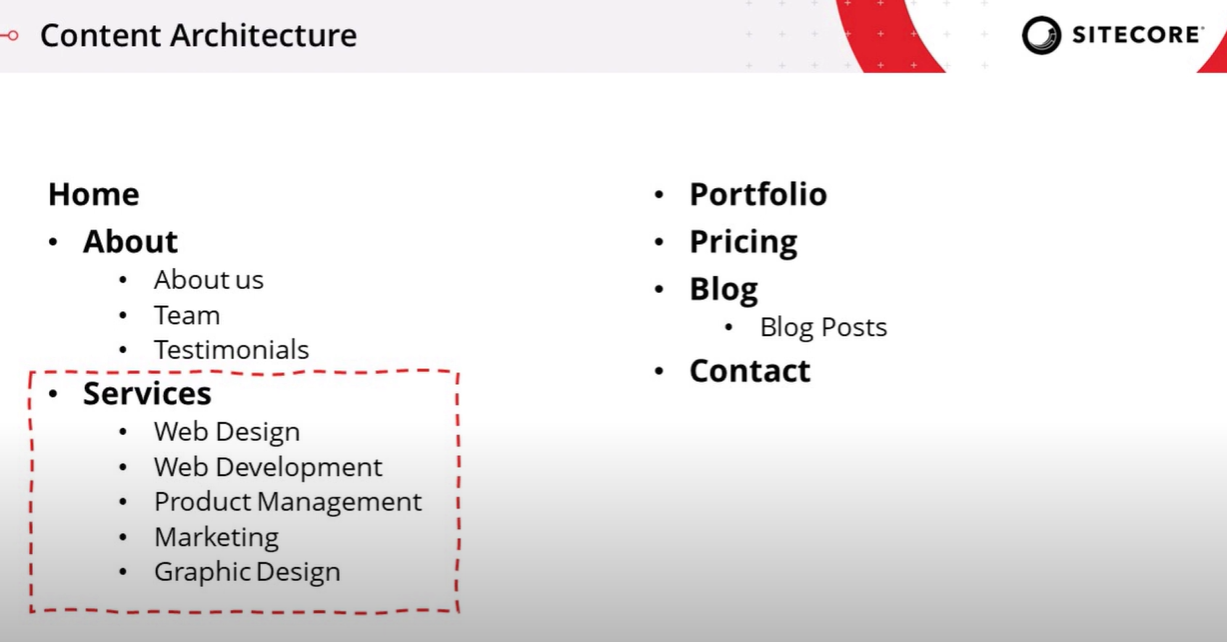 Content Architecture
SITECORE
Home
• About
• About us
• Team
• Testimonials
• Services
• Web Design
• Web Development
• Product Management
• Marketing
• Graphic Design
• Portfolio
• Pricing
• Blog
• Blog Posts
• Contact